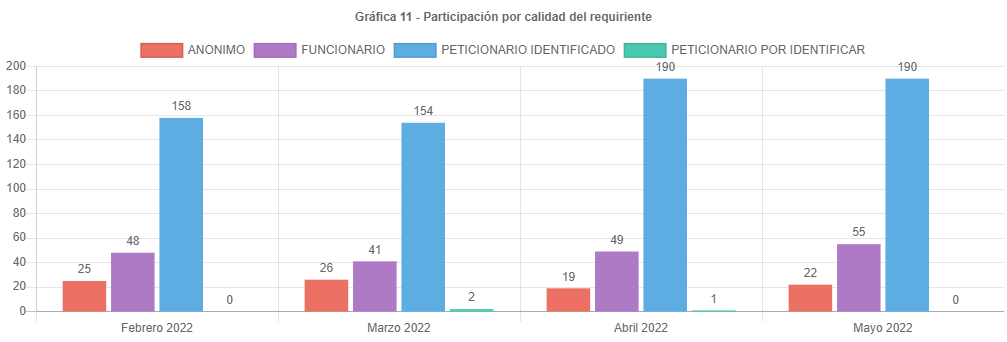 Gráfica 11 - Participación por calidad del requiriente
ANONIMO FUNCIONARIO PETICIONARIO IDENTIFICADO PETICIONARIO POR IDENTIFICAR
200
180
160
140
120
100
80
60
40
20
0
25 48 158 0
26 41 154 2
19 49 190 1
22 55 190 0
Febrero 2022 Marzo 2022 Abril 2022 Mayo 2022